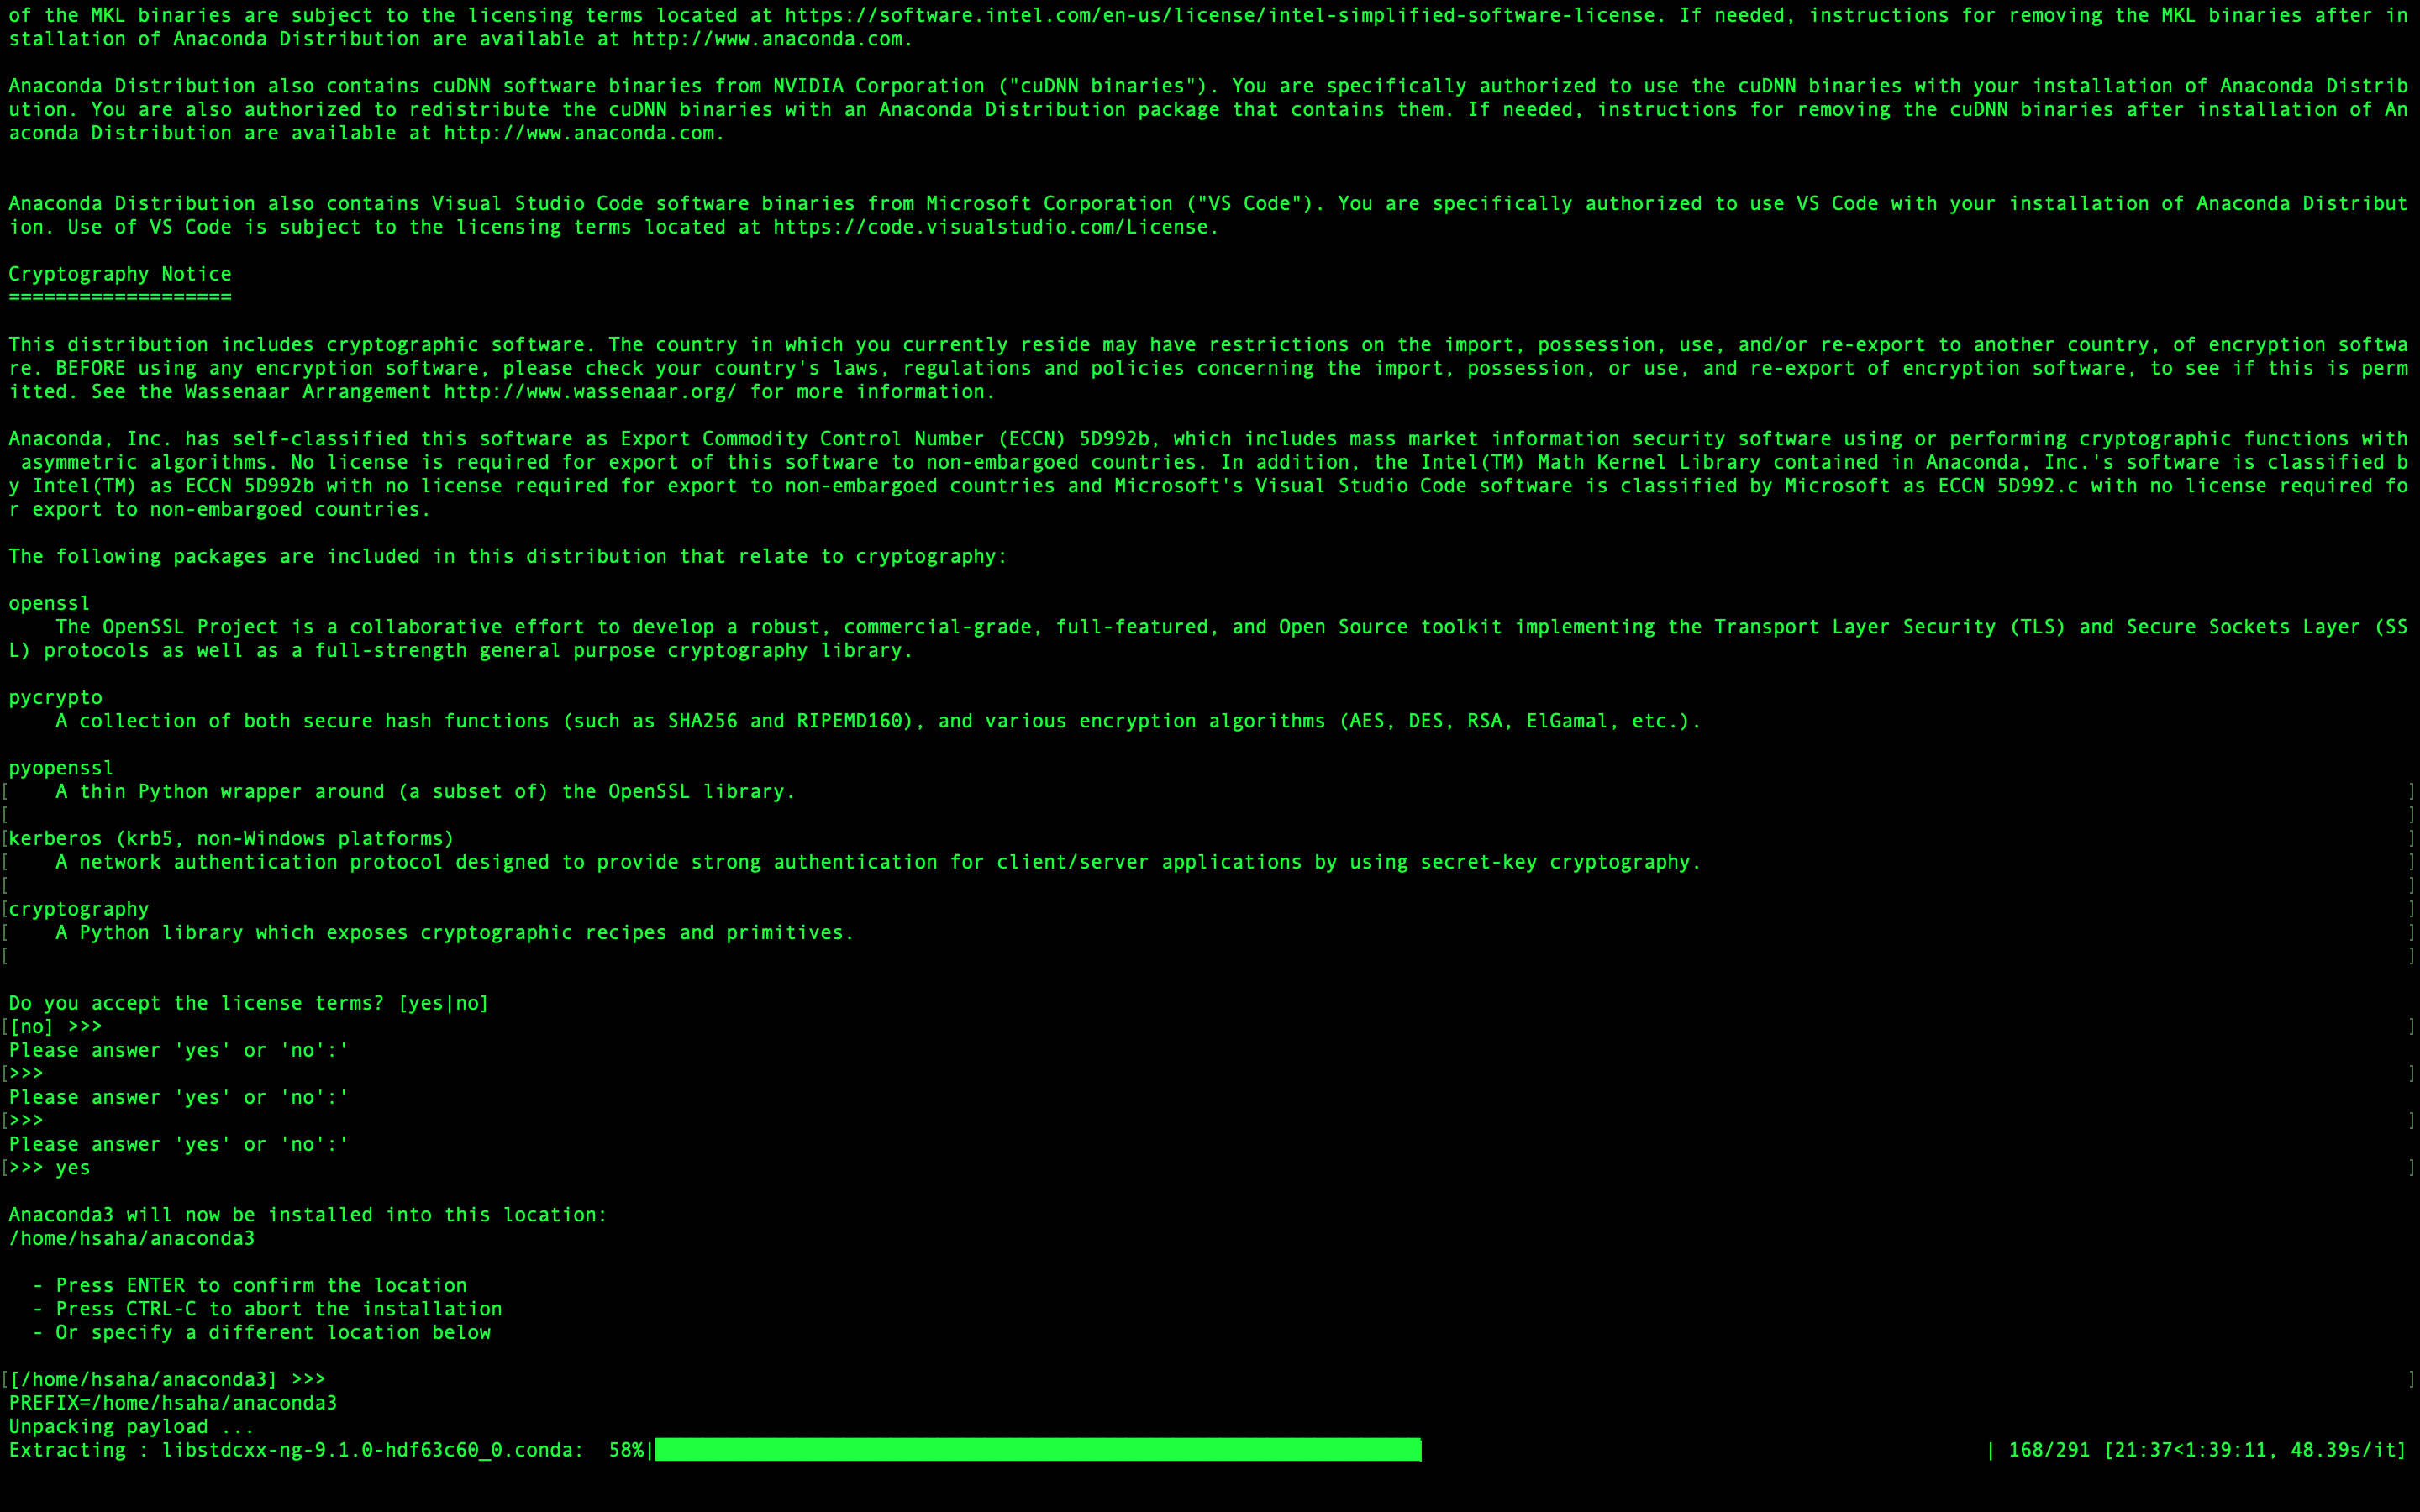 of the MKL binaries are subject to the licensing terms located at https://software.intel.com/en-us/license/intel-simplified-software-license. If needed, instructions for removing the MKL binaries after in
stallation of Anaconda Distribution are available at http://www.anaconda.com.

Anaconda Distribution also contains cuDNN software binaries from NVIDIA Corporation ("cuDNN binaries"). You are specifically authorized to use the cuDNN binaries with your installation of Anaconda Distrib
ution. You are also authorized to redistribute the cuDNN binaries with an Anaconda Distribution package that contains them. If needed, instructions for removing the cuDNN binaries after installation of An
aconda Distribution are available at http://www.anaconda.com.

Anaconda Distribution also contains Visual Studio Code software binaries from Microsoft Corporation ("VS Code"). You are specifically authorized to use VS Code with your installation of Anaconda Distribut
ion. Use of VS Code is subject to the licensing terms located at https://code.visualstudio.com/License.

Cryptography Notice
===================

This distribution includes cryptographic software. The country in which you currently reside may have restrictions on the import, possession, use, and/or re-export to another country, of encryption softwa
re. BEFORE using any encryption software, please check your country's laws, regulations and policies concerning the import, possession, or use, and re-export of encryption software, to see if this is perm
itted. See the Wassenaar Arrangement http://www.wassenaar.org/ for more information.

Anaconda, Inc. has self-classified this software as Export Commodity Control Number (ECCN) 5D992b, which includes mass market information security software using or performing cryptographic functions with
 asymmetric algorithms. No license is required for export of this software to non-embargoed countries. In addition, the Intel(TM) Math Kernel Library contained in Anaconda, Inc.'s software is classified b
y Intel(TM) as ECCN 5D992b with no license required for export to non-embargoed countries and Microsoft's Visual Studio Code software is classified by Microsoft as ECCN 5D992.c with no license required fo
r export to non-embargoed countries.

The following packages are included in this distribution that relate to cryptography:

openssl
    The OpenSSL Project is a collaborative effort to develop a robust, commercial-grade, full-featured, and Open Source toolkit implementing the Transport Layer Security (TLS) and Secure Sockets Layer (SS
L) protocols as well as a full-strength general purpose cryptography library.

pycrypto
    A collection of both secure hash functions (such as SHA256 and RIPEMD160), and various encryption algorithms (AES, DES, RSA, ElGamal, etc.).

pyopenssl
[    A thin Python wrapper around (a subset of) the OpenSSL library. ]
[ ]
[kerberos (krb5, non-Windows platforms) ]
[    A network authentication protocol designed to provide strong authentication for client/server applications by using secret-key cryptography. ]
[ ]
[cryptography ]
[    A Python library which exposes cryptographic recipes and primitives. ]
[ ]

Do you accept the license terms? [yes|no]
[[no] >>> ]
Please answer 'yes' or 'no':'
[>>> ]
Please answer 'yes' or 'no':'
[>>> ]
Please answer 'yes' or 'no':'
[>>> yes ]

Anaconda3 will now be installed into this location:
/home/hsaha/anaconda3

  - Press ENTER to confirm the location
  - Press CTRL-C to abort the installation
  - Or specify a different location below

[[/home/hsaha/anaconda3] >>> ]
PREFIX=/home/hsaha/anaconda3
Unpacking payload ...
Extracting : libstdcxx-ng-9.1.0-hdf63c60_0.conda:  58%| | 168/291 [21:37<1:39:11, 48.39s/it]